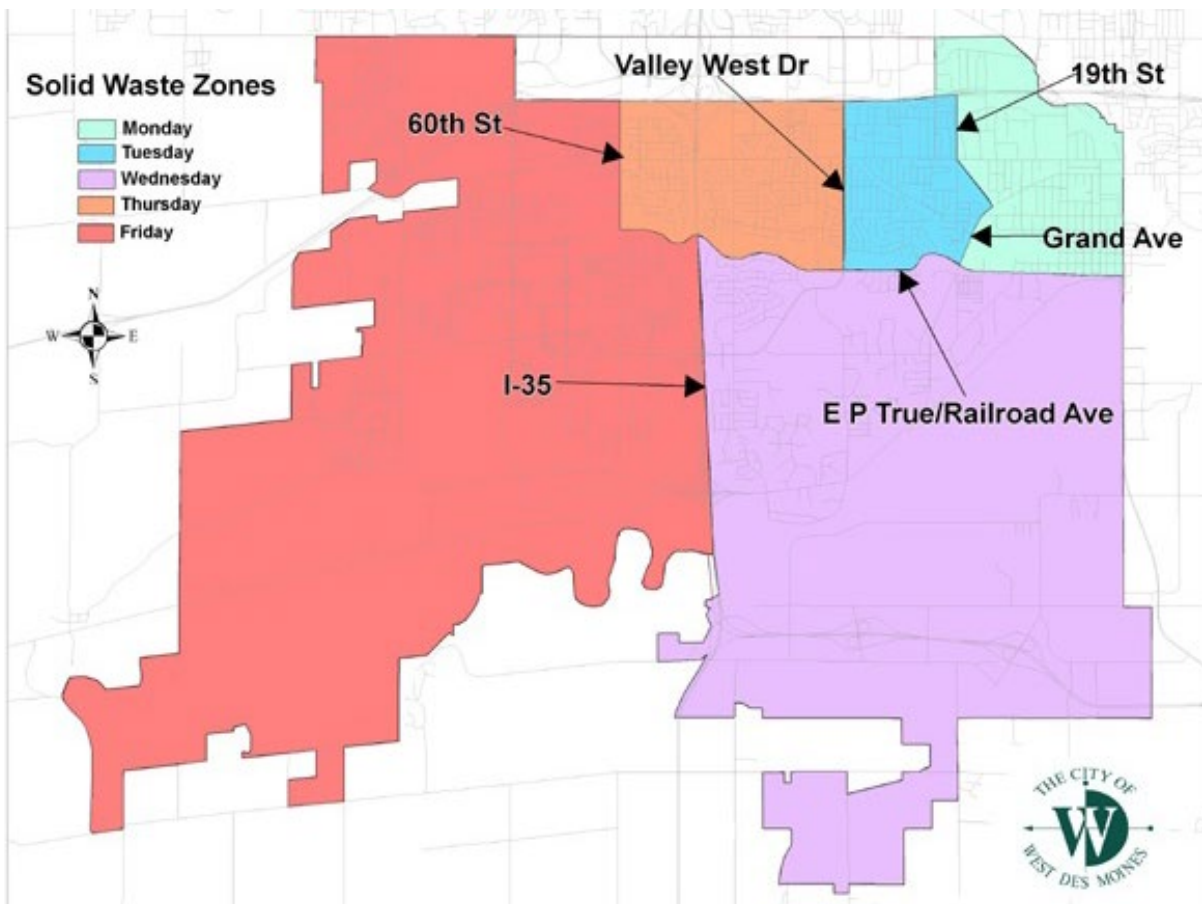 Solid Waste Zones
Monday
Tuesday
Wednesday
Thursday
Friday
Valley West Dr
19th St
60th St
Grand Ave
N
W
E
S
I-35
E P True/Railroad Ave
THE CITY OF
W D
WEST DES MOINES